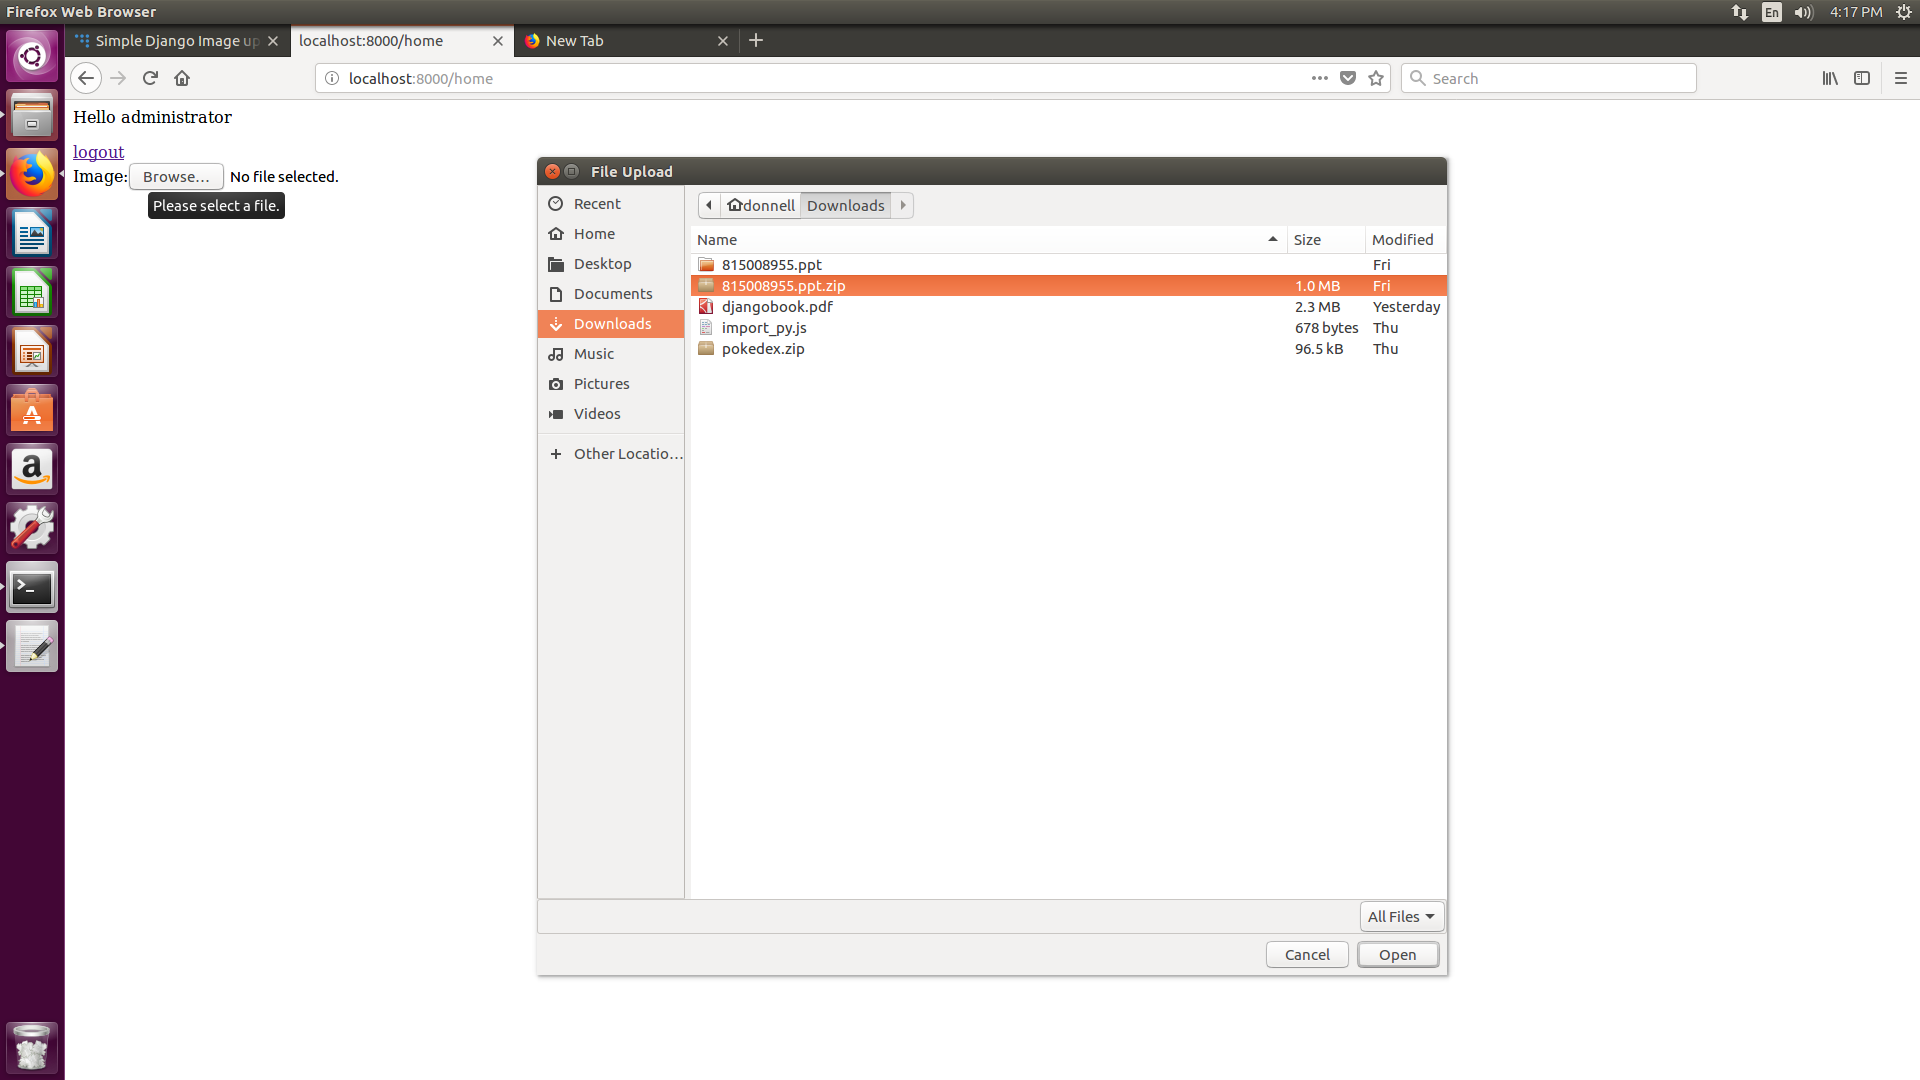 Firefox Web Browser
En
4:17 PM
Simple Django Image up
localhost:8000/home
New Tab
localhost:8000/home
Search
Hello administrator
logout
Image: Browse... No file selected.
Please select a file.
File Upload
Recent
Home
Desktop
Documents
Downloads
Music
Pictures
Videos
Other Locatio...
donnell Downloads
Name Size Modified
815008955.ppt Fri
815008955.ppt.zip 1.0 MB Fri
djangobook.pdf 2.3 MB Yesterday
import_py.js 678 bytes Thu
pokedex.zip 96.5 kB Thu
All Files
Cancel Open